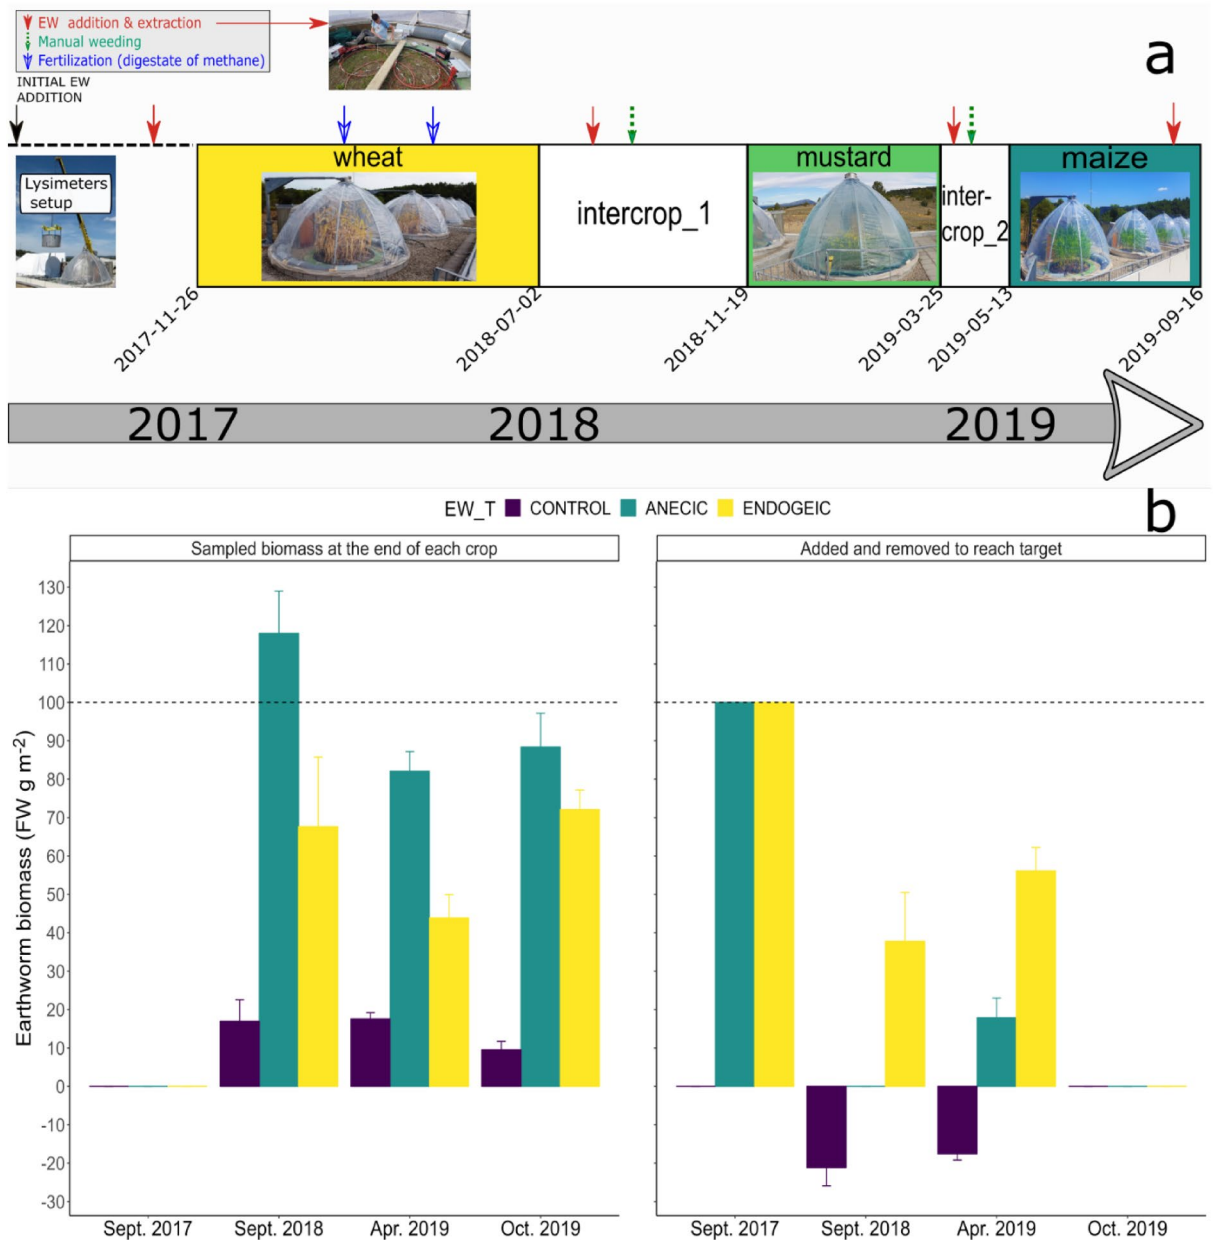 EW addition & extraction
Manual weeding
Fertilization (digestate of methane)
a
INITIAL EW
ADDITION
wheat
mustard
maize
Lysimeters
setup
intercrop_1
inter-
crop_2
2017-11-26
2018-07-02
2018-11-19
2019-03-25
2019-05-13
2019-09-16
2017
2018
2019
b
EW_T CONTROL ANECIC ENDOGEIC
Sampled biomass at the end of each crop
Added and removed to reach target
Earthworm biomass (FW g m⁻²)
130
120
110
100
90
80
70
60
50
40
30
20
10
0
-10
-20
-30
Sept. 2017
Sept. 2018
Apr. 2019
Oct. 2019
Sept. 2017
Sept. 2018
Apr. 2019
Oct. 2019